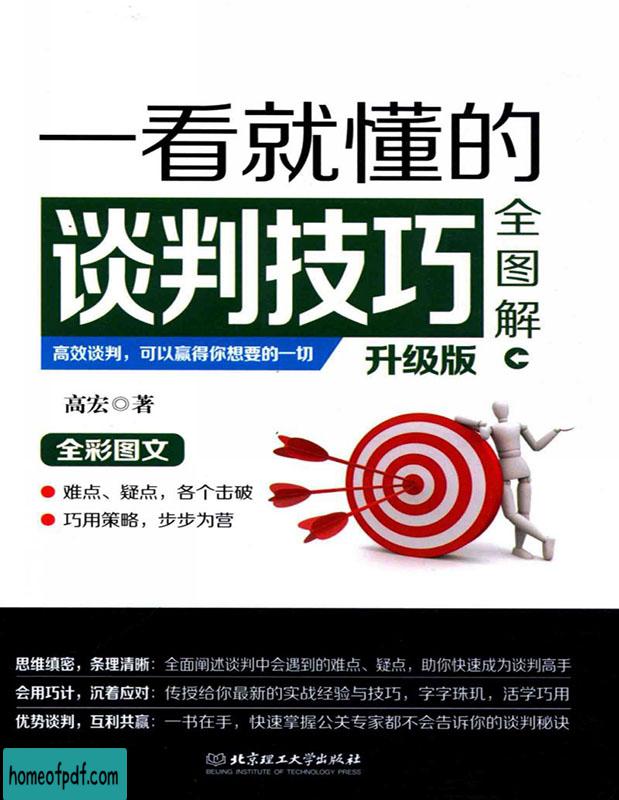 一看就懂的
谈判技巧
全图解
高效谈判，可以赢得你想要的一切
升级版
高宏◎著
全彩图文
● 难点、疑点，各个击破
● 巧用策略，步步为营
思维缜密，条理清晰：全面阐述谈判中会遇到的难点、疑点，助你快速成为谈判高手
会用巧计，沉着应对：传授给你最新的实战经验与技巧，字字珠玑，活学巧用
优势谈判，互利共赢：一书在手，快速掌握公关专家都不会告诉你的谈判秘诀
北京理工大学出版社
BEIJING INSTITUTE OF TECHNOLOGY PRESS
homeofpdf.com